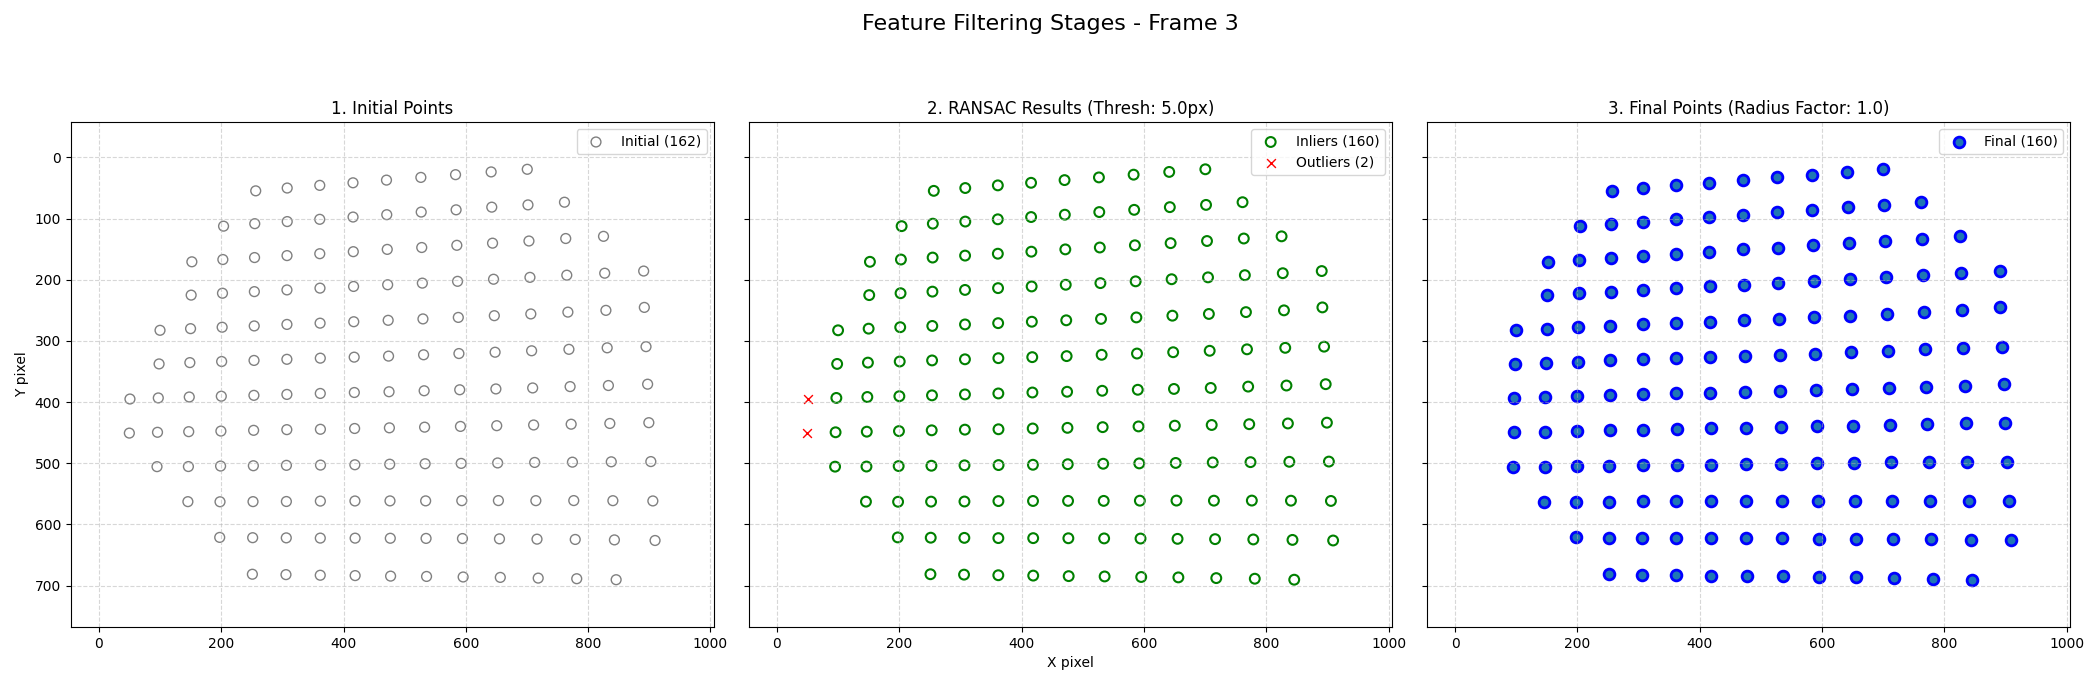 Feature Filtering Stages - Frame 3
1. Initial Points
Initial (162)
0
100
200
300
400
500
600
700
Y pixel
0
200
400
600
800
1000
2. RANSAC Results (Thresh: 5.0px)
Inliers (160)
Outliers (2)
0
200
400
600
800
1000
X pixel
3. Final Points (Radius Factor: 1.0)
Final (160)
0
200
400
600
800
1000